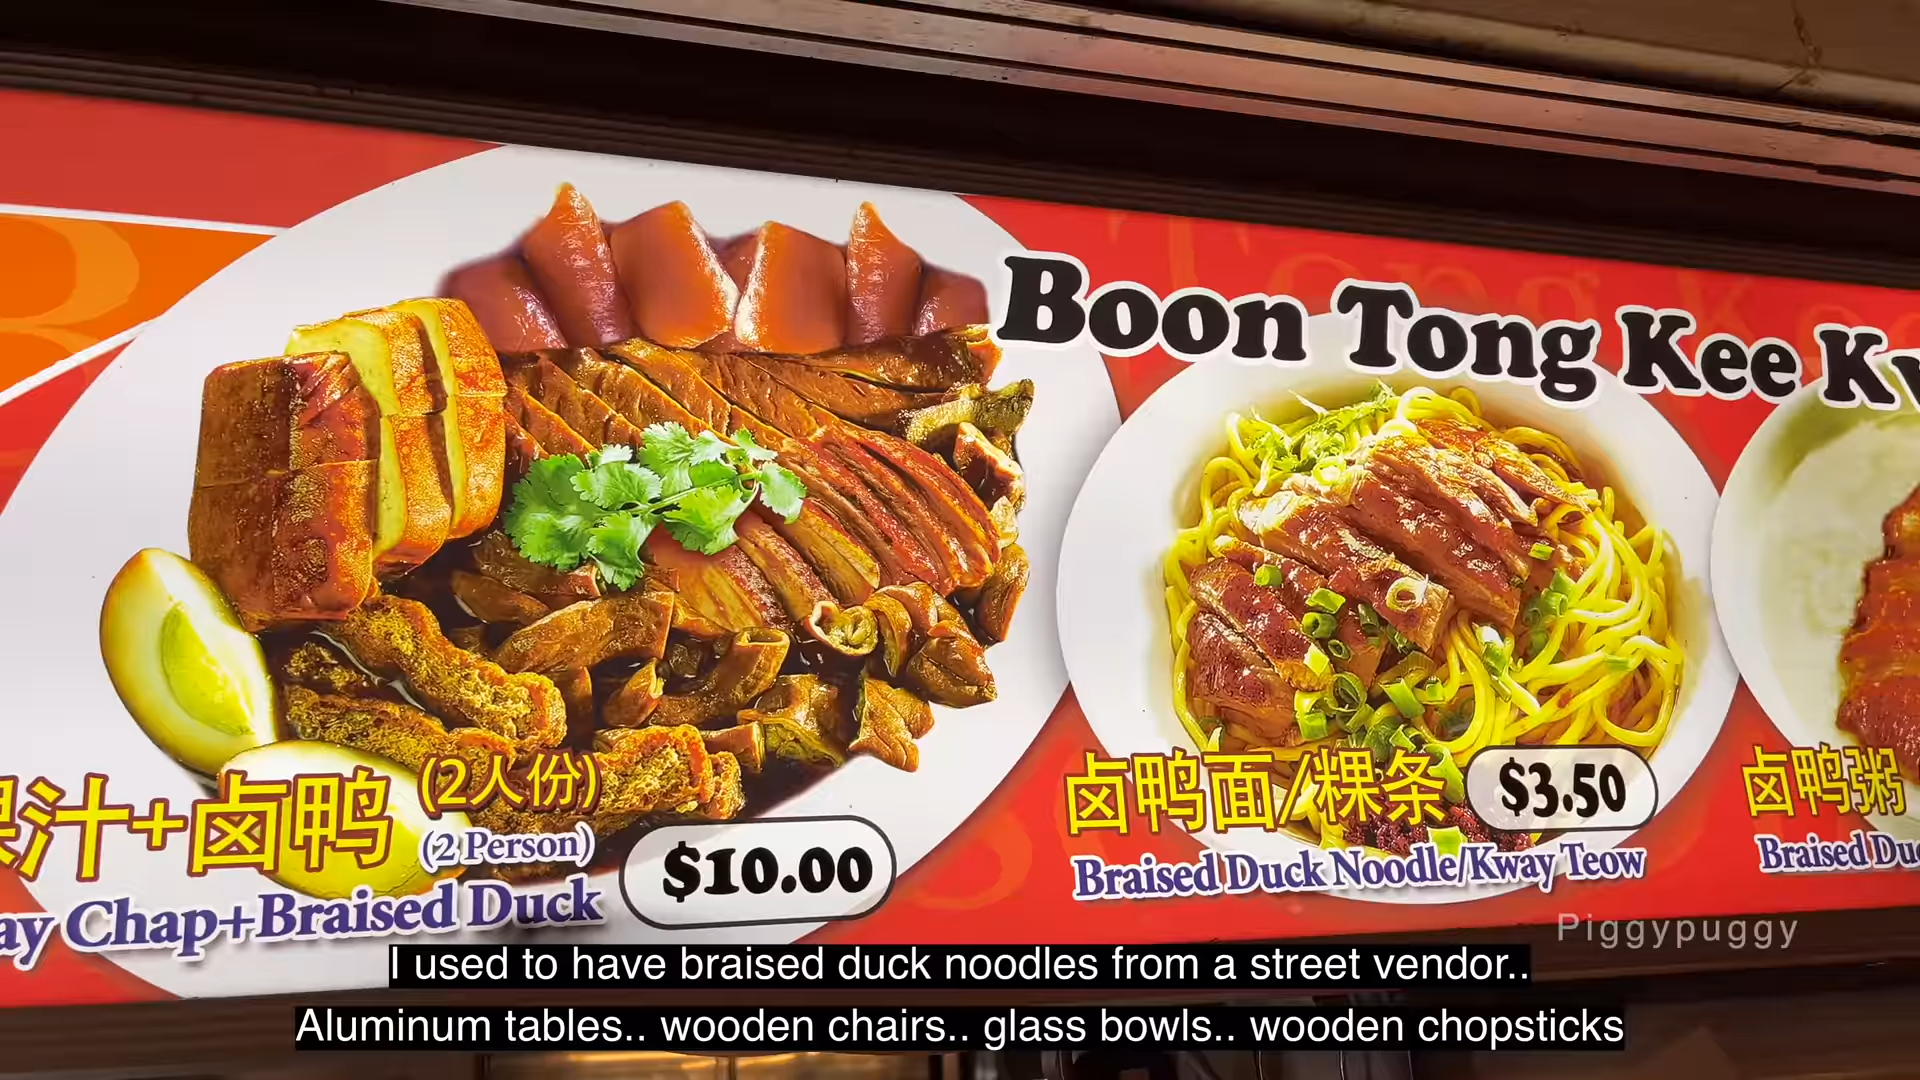 Boon Tong Kee
汁+卤鸭 (2人份)
(2 Person)
Chap+Braised Duck
$10.00
卤鸭面/粿条
$3.50
Braised Duck Noodle/Kway Teow
卤鸭粥
Braised
Piggypuggy
I used to have braised duck noodles from a street vendor..
Aluminum tables.. wooden chairs.. glass bowls.. wooden chopsticks